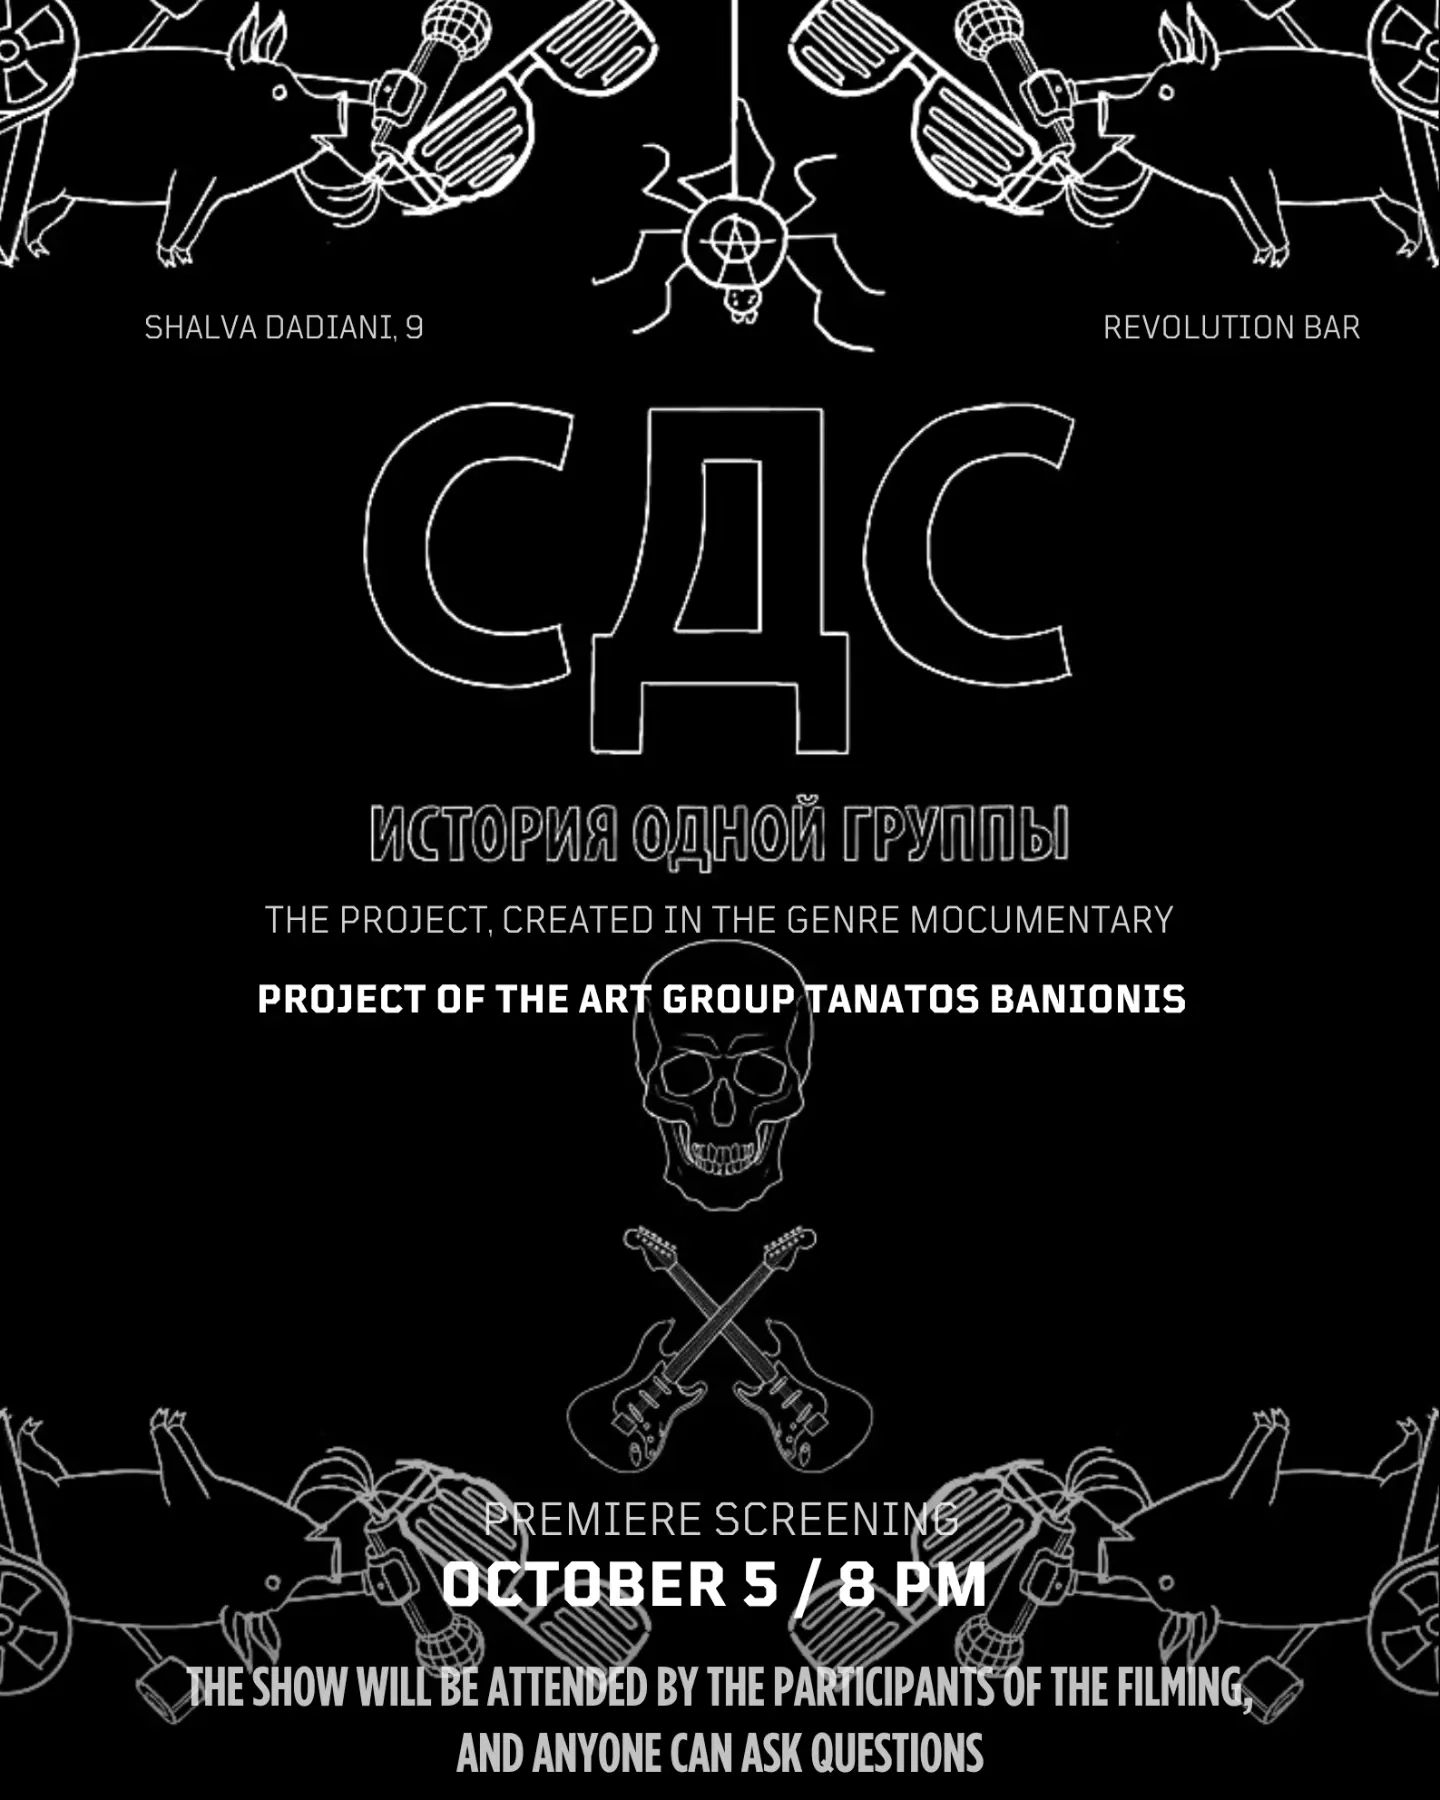 SHALVA DADIANI, 9
REVOLUTION BAR
СДС
ИСТОРИЯ ОДНОЙ ГРУППЫ
THE PROJECT, CREATED IN THE GENRE MOCUMENTARY
PROJECT OF THE ART GROUP TANATOS BANIONIS
PREMIERE SCREENING
OCTOBER 5 / 8 PM
THE SHOW WILL BE ATTENDED BY THE PARTICIPANTS OF THE FILMING,
AND ANYONE CAN ASK QUESTIONS